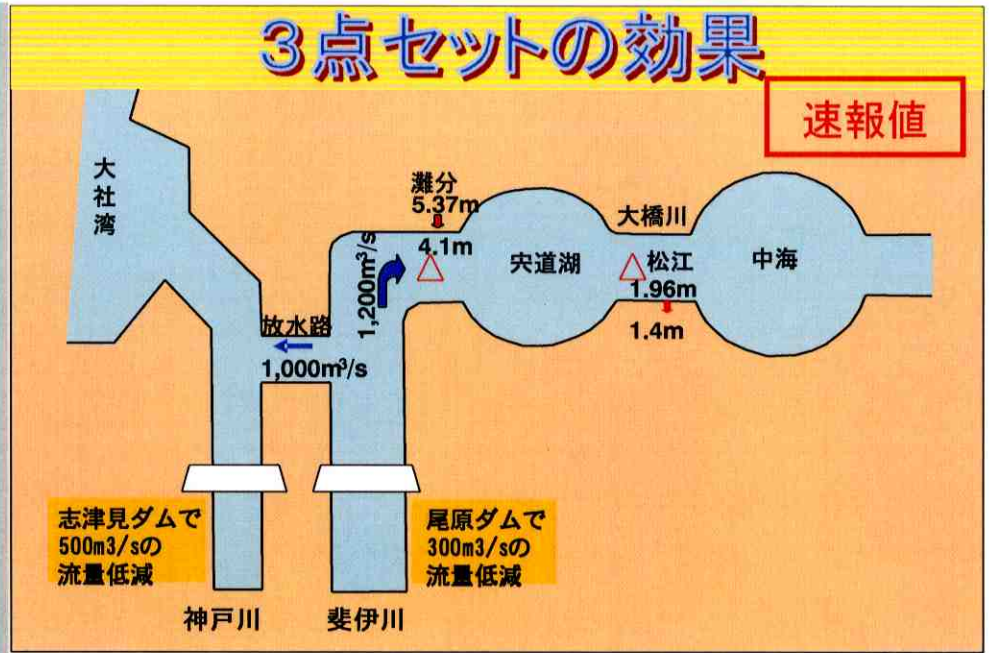 3点セットの効果
速報値
大社湾
灘分
5.37m
4.1m
宍道湖
大橋川
松江
1.96m
1.4m
中海
1,200m³/s
放水路
1,000m³/s
志津見ダムで
500m3/sの
流量低減
尾原ダムで
300m3/sの
流量低減
神戸川
斐伊川